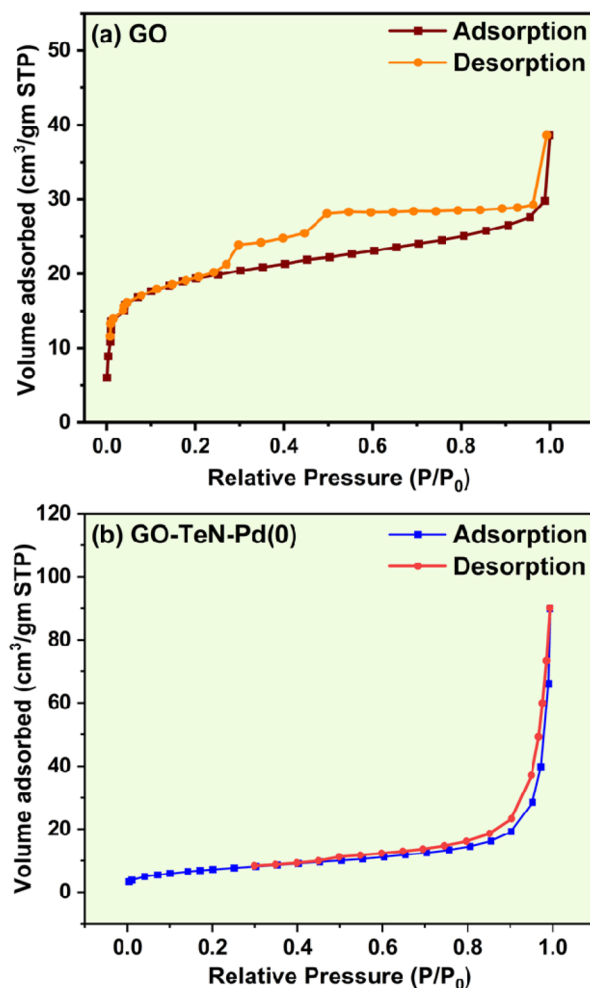 (a) GO
Adsorption
Desorption
50
40
30
20
10
0
Volume adsorbed (cm³/gm STP)
0.0 0.2 0.4 0.6 0.8 1.0
Relative Pressure (P/P₀)
(b) GO-TeN-Pd(0)
Adsorption
Desorption
120
100
80
60
40
20
0
Volume adsorbed (cm³/gm STP)
0.0 0.2 0.4 0.6 0.8 1.0
Relative Pressure (P/P₀)